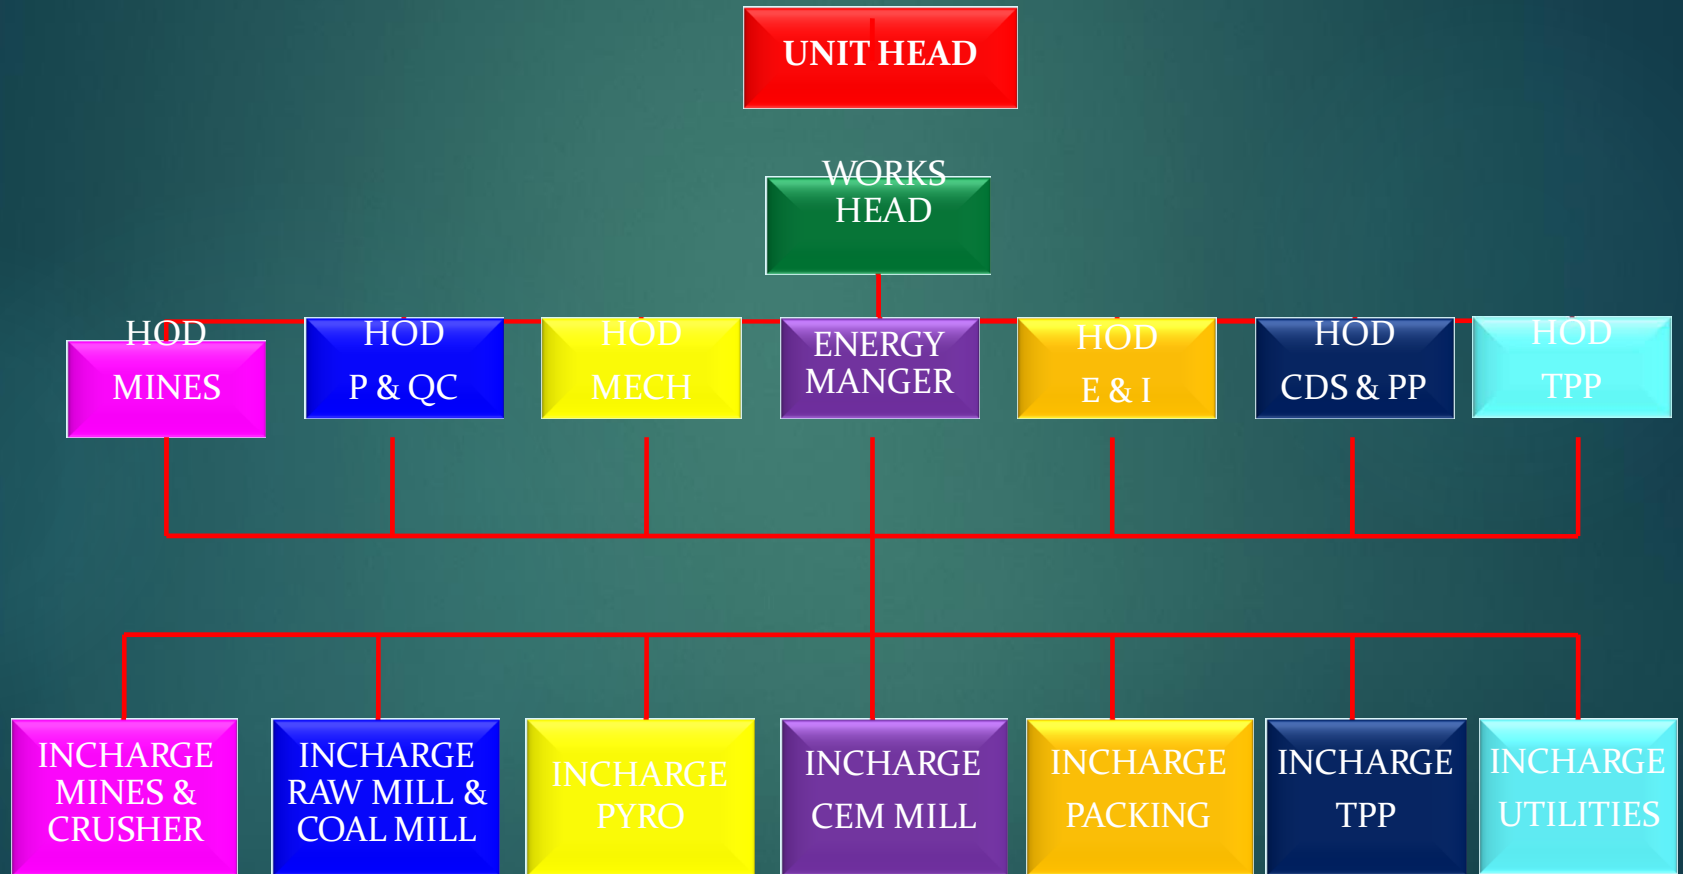 UNIT HEAD
WORKS
HEAD
HOD
MINES
HOD
P & QC
HOD
MECH
ENERGY
MANGER
HOD
E & I
HOD
CDS & PP
HOD
TPP
INCHARGE
MINES &
CRUSHER
INCHARGE
RAW MILL &
COAL MILL
INCHARGE
PYRO
INCHARGE
CEM MILL
INCHARGE
PACKING
INCHARGE
TPP
INCHARGE
UTILITIES